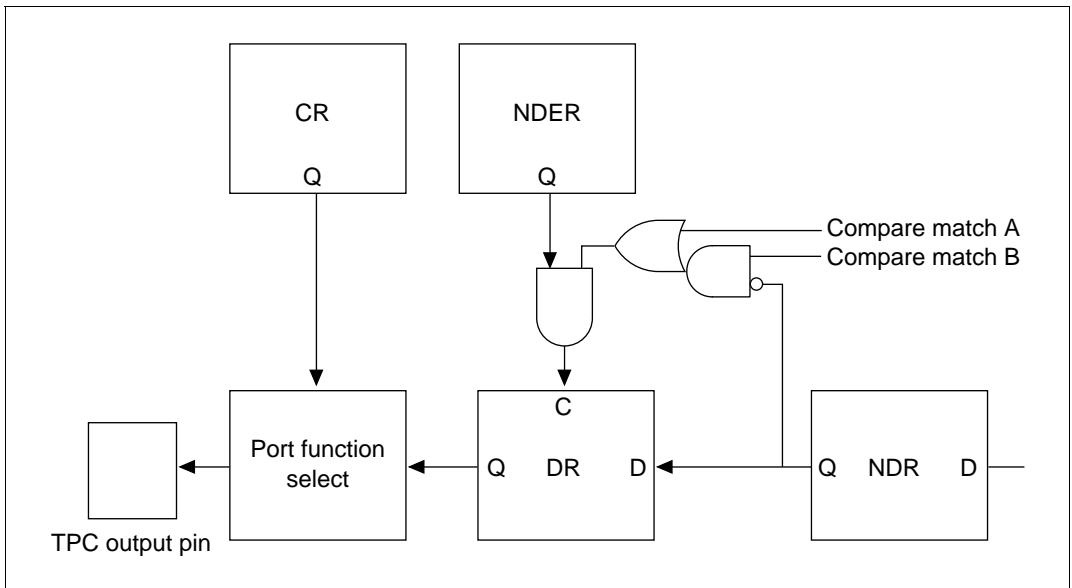 CR
NDER
Q
Q
Compare match A
Compare match B
C
Port function
select
Q
DR
D
Q
NDR
D
TPC output pin